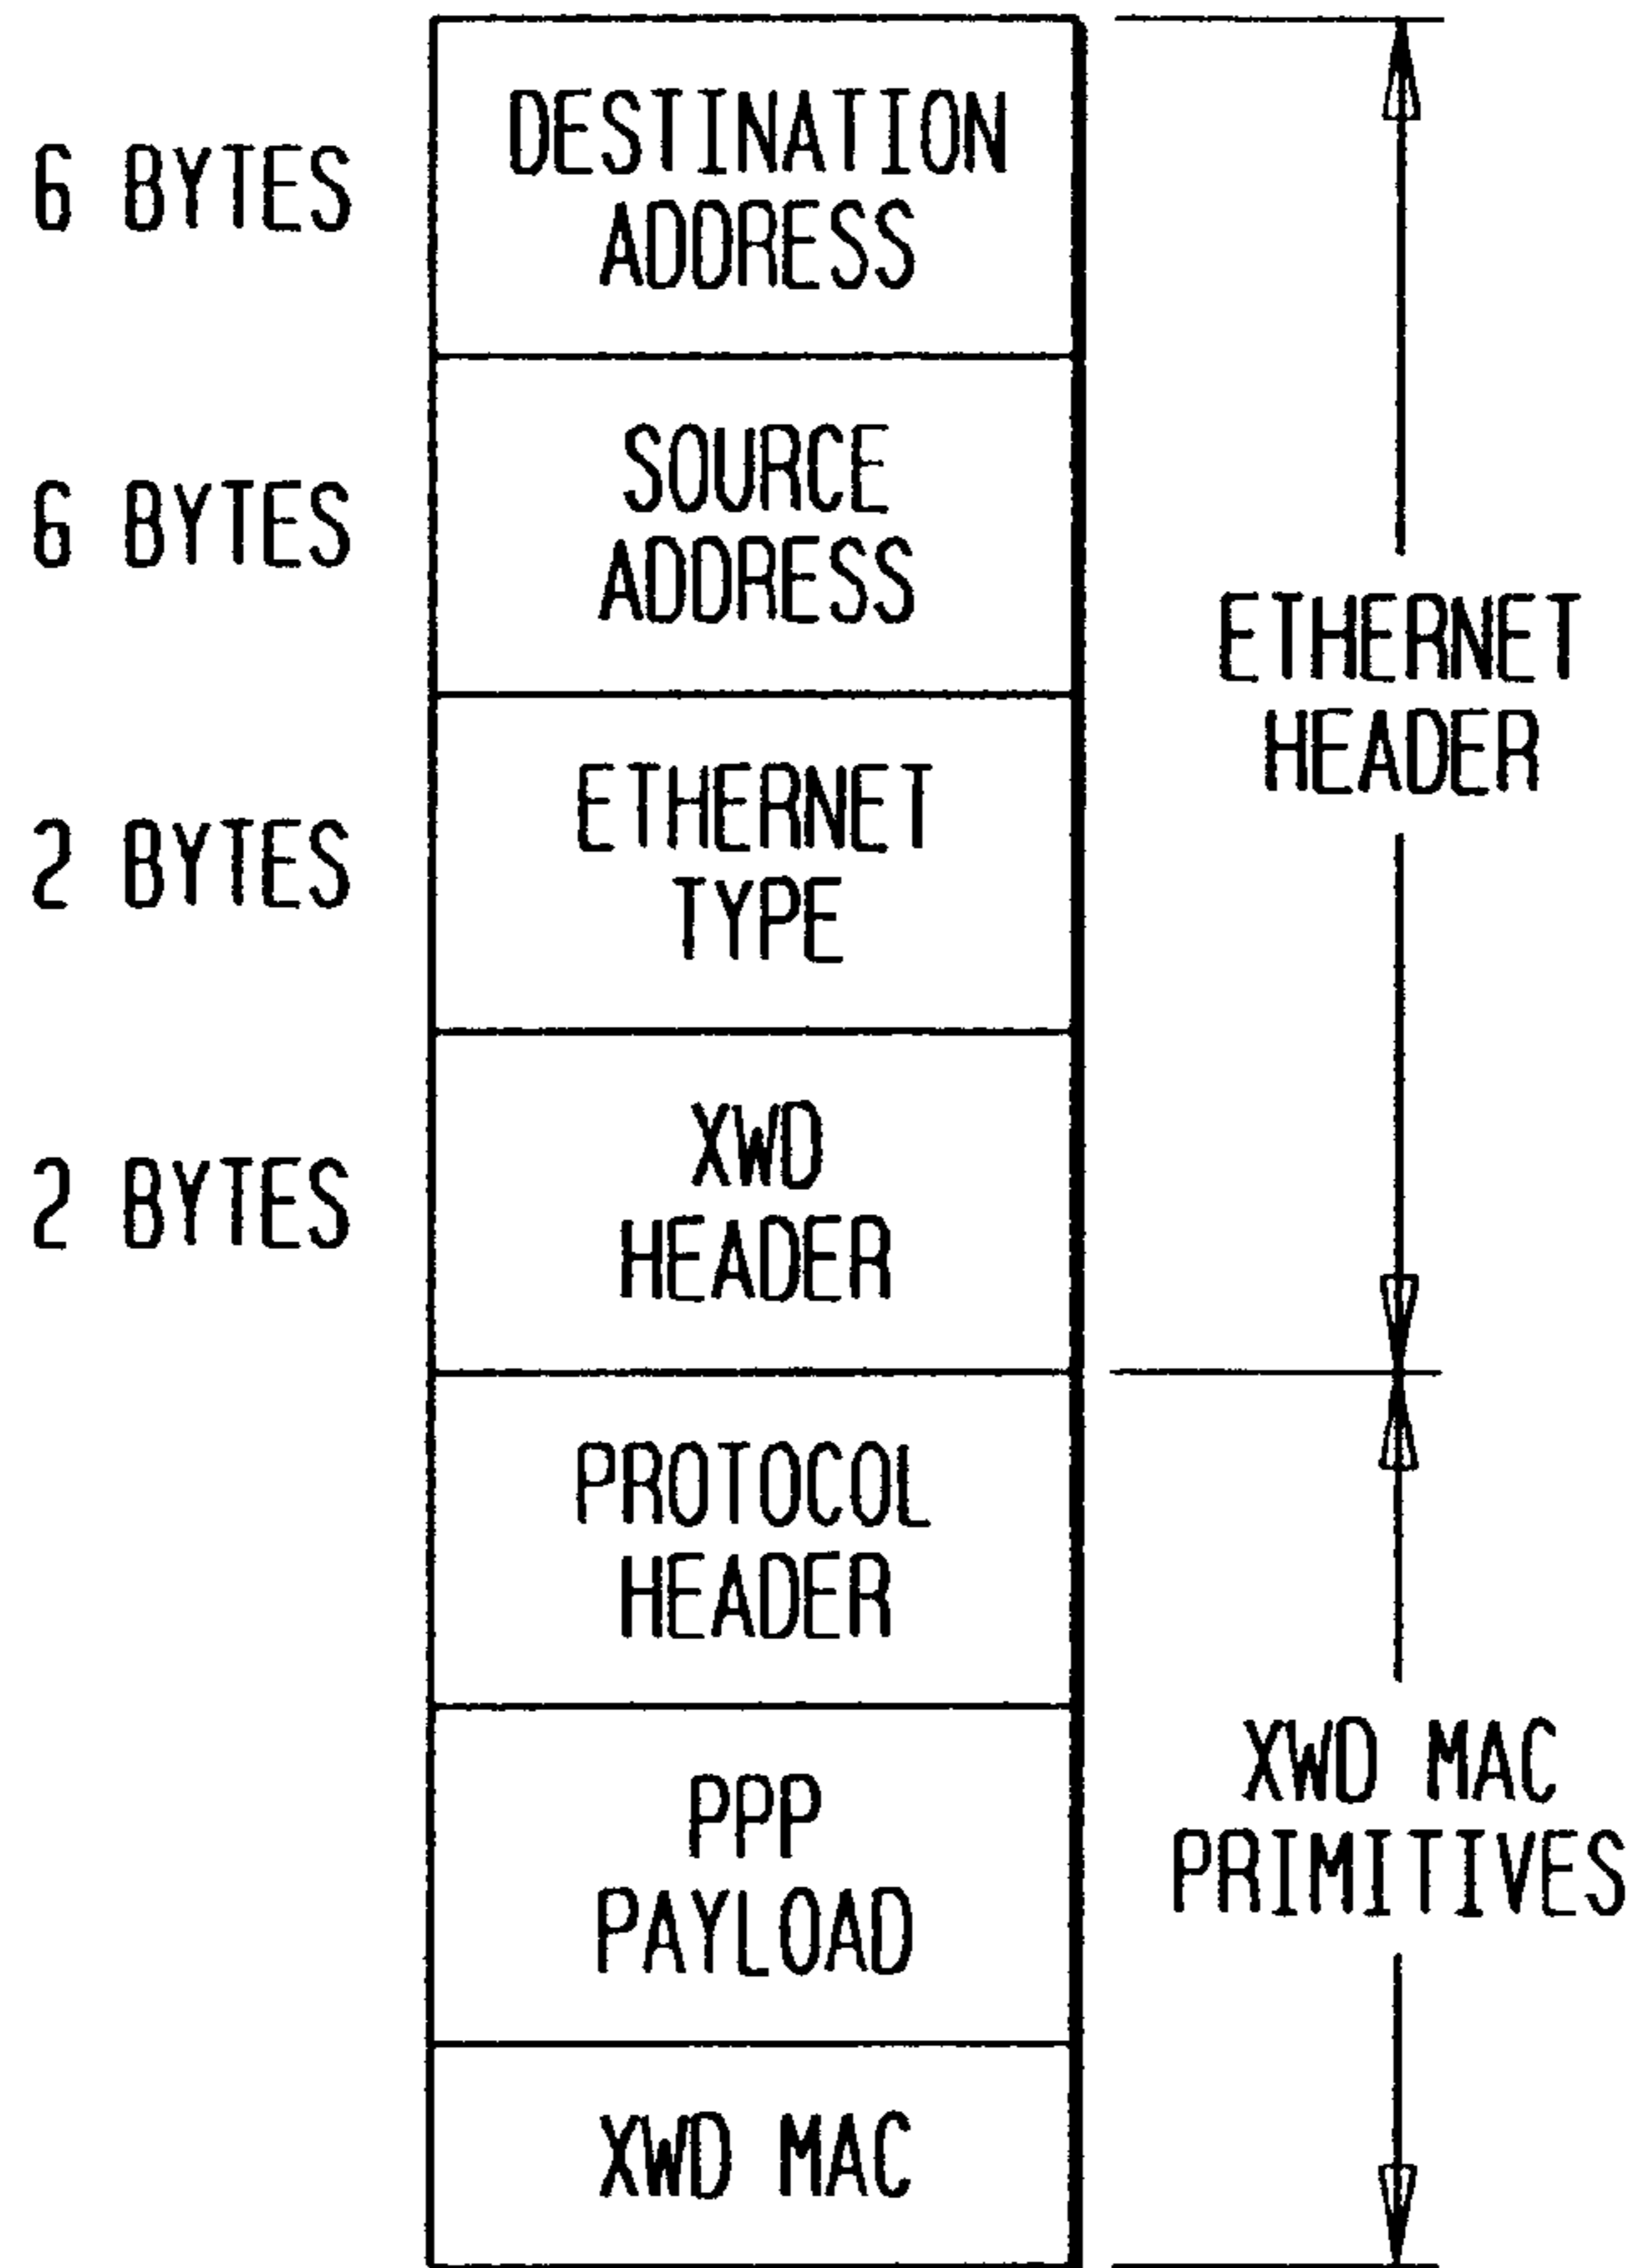 6 BYTES
DESTINATION
ADDRESS
6 BYTES
SOURCE
ADDRESS
2 BYTES
ETHERNET
TYPE
2 BYTES
XWD
HEADER
ETHERNET
HEADER
PROTOCOL
HEADER
PPP
PAYLOAD
XWD MAC
XWD MAC
PRIMITIVES